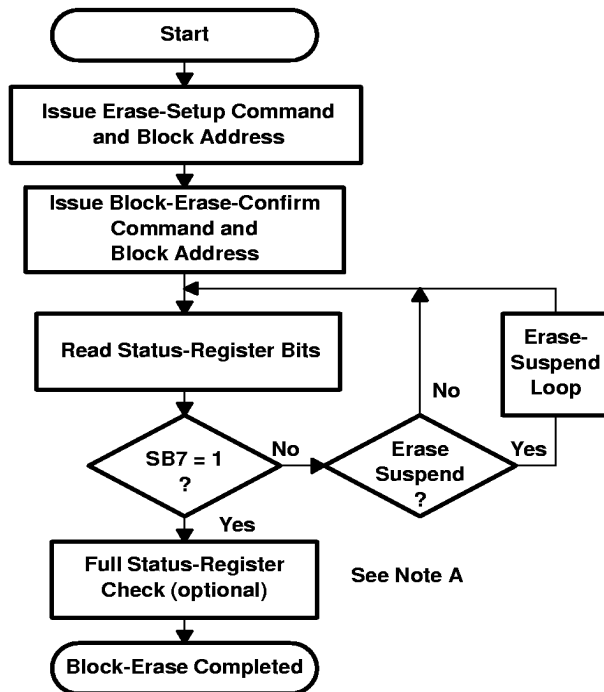 Start
Issue Erase-Setup Command
and Block Address
Issue Block-Erase-Confirm
Command and
Block Address
Read Status-Register Bits
Erase-
Suspend
Loop
No
SB7 = 1
?
No
Erase
Suspend
?
Yes
Yes
Full Status-Register
Check (optional)
See Note A
Block-Erase Completed